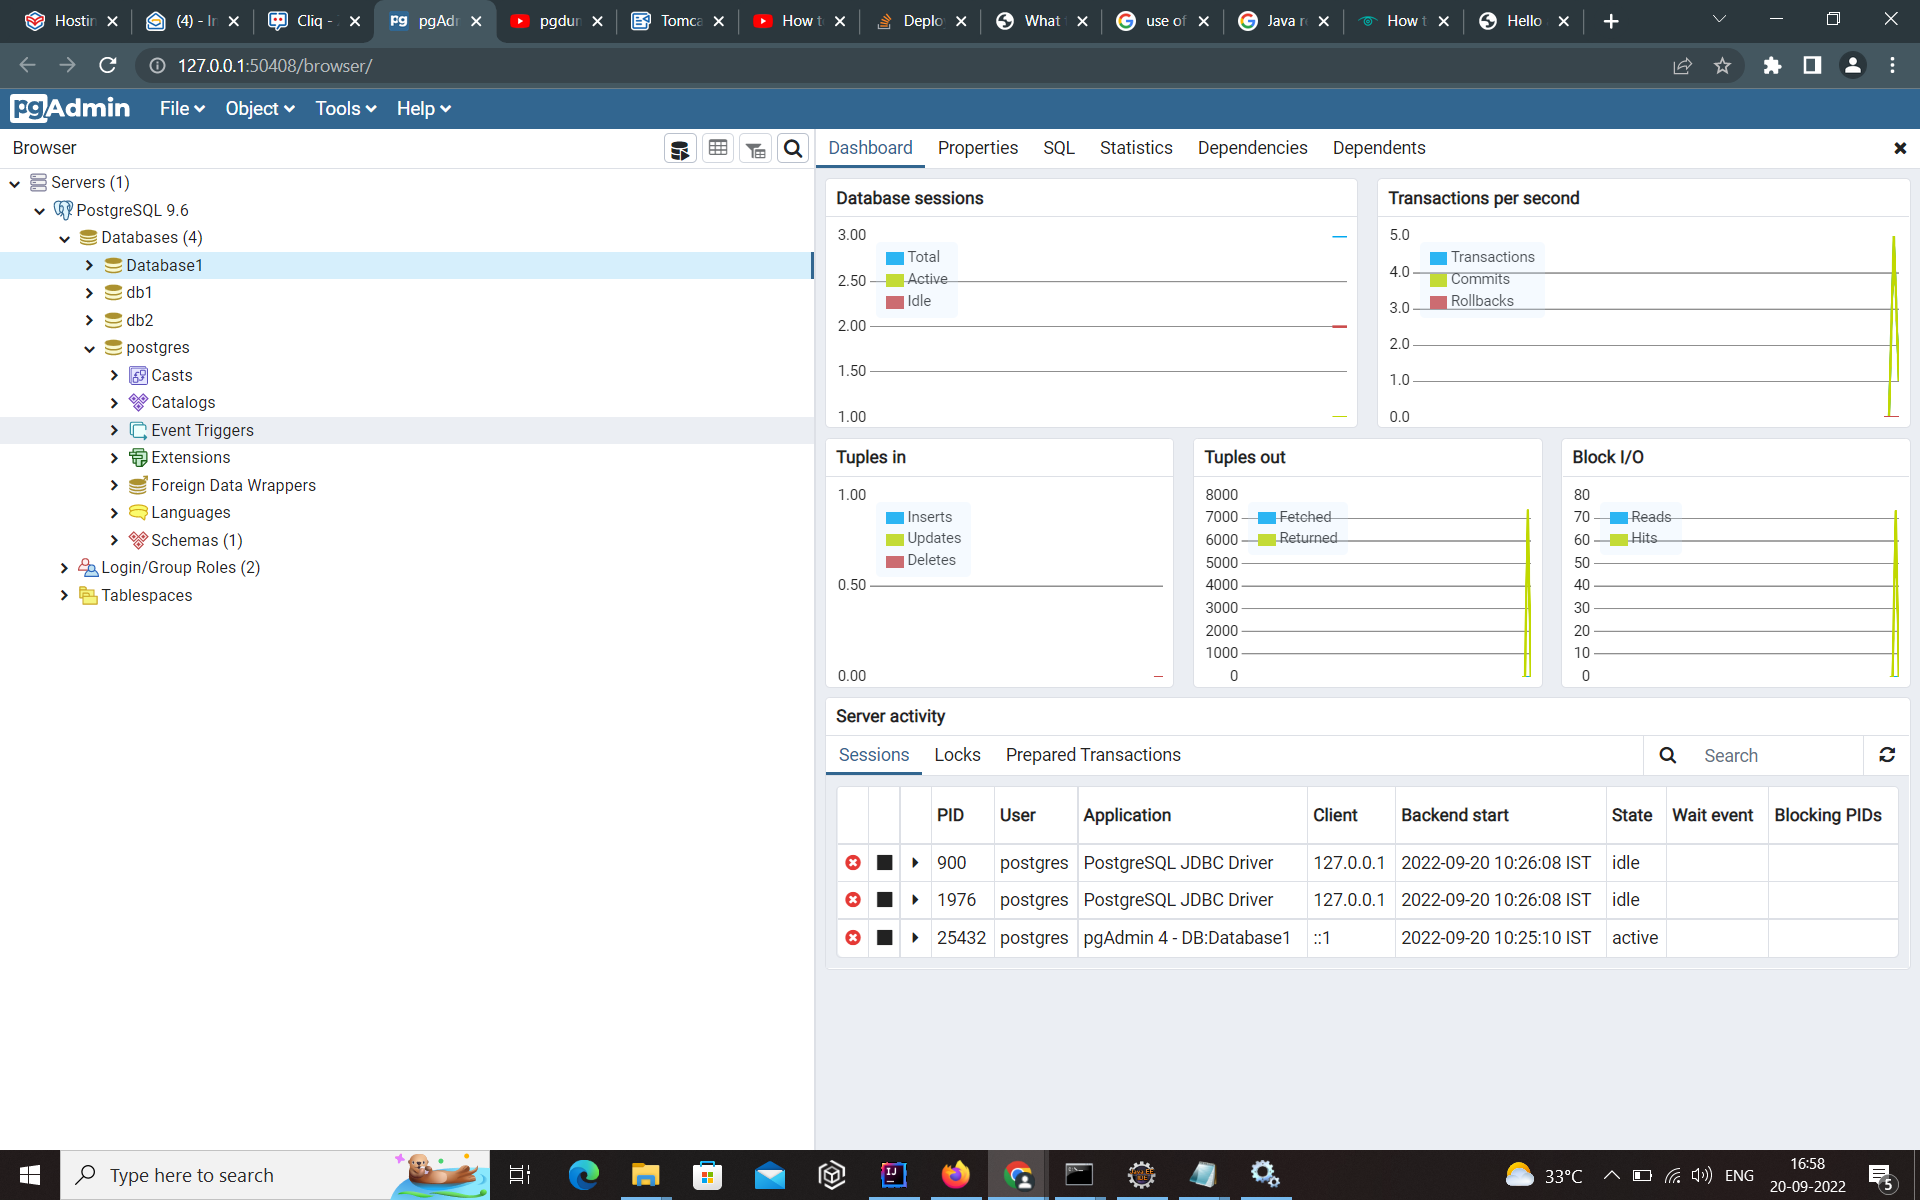 Hostin
(4) - In
Cliq -
pgAdm
pgdun
Tomca
How t
Deplo
What
use of
Java r
How t
Hello
127.0.0.1:50408/browser/
pgAdmin File Object Tools Help
Browser
Servers (1)
PostgreSQL 9.6
Databases (4)
Database1
db1
db2
postgres
Casts
Catalogs
Event Triggers
Extensions
Foreign Data Wrappers
Languages
Schemas (1)
Login/Group Roles (2)
Tablespaces
Dashboard Properties SQL Statistics Dependencies Dependents
Database sessions
3.00
2.50
2.00
1.50
1.00
Total
Active
Idle
Transactions per second
5.0
4.0
3.0
2.0
1.0
0.0
Transactions
Commits
Rollbacks
Tuples in
1.00
0.50
0.00
Inserts
Updates
Deletes
Tuples out
8000
7000
6000
5000
4000
3000
2000
1000
0
Fetched
Returned
Block I/O
80
70
60
50
40
30
20
10
0
Reads
Hits
Server activity
Sessions Locks Prepared Transactions Search
PID User Application Client Backend start State Wait event Blocking PIDs
900 postgres PostgreSQL JDBC Driver 127.0.0.1 2022-09-20 10:26:08 IST idle
1976 postgres PostgreSQL JDBC Driver 127.0.0.1 2022-09-20 10:26:08 IST idle
25432 postgres pgAdmin 4 - DB:Database1 ::1 2022-09-20 10:25:10 IST active
Type here to search
33°C
ENG
16:58
20-09-2022
5